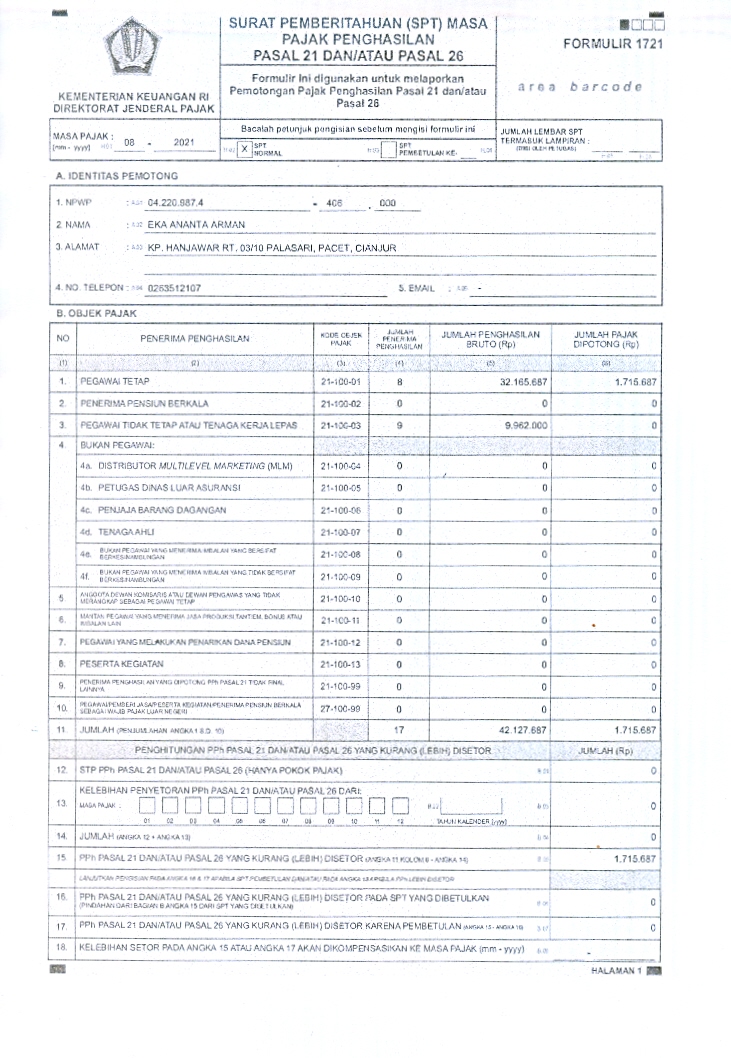 SURAT PEMBERITAHUAN (SPT) MASA
PAJAK PENGHASILAN
PASAL 21 DAN/ATAU PASAL 26
FORMULIR 1721
Formulir Ini digunakan untuk melaporkan
Pemotongan Pajak Penghasilan Pasal 21 dan/atau
Pasal 26
area barcode
KEMENTERIAN KEUANGAN RI
DIREKTORAT JENDERAL PAJAK
MASA PAJAK :
[mm - yyyy] 08 - 2021
Bacalah petunjuk pengisian sebelum mengisi formulir ini
X SPT NORMAL
SPT PEMBETULAN KE-
JUMLAH LEMBAR SPT
TERMASUK LAMPIRAN :
(DIISI OLEH PETUGAS)
A. IDENTITAS PEMOTONG
1. NPWP : 04.220.987.4 - 406 . 000
2. NAMA : EKA ANANTA ARMAN
3. ALAMAT : KP. HANJAWAR RT. 03/10 PALASARI, PACET, CIANJUR
4. NO. TELEPON : 0263512107 5. EMAIL : -
B. OBJEK PAJAK
NO PENERIMA PENGHASILAN KODE OBJEK PAJAK JUMLAH PENERIMA PENGHASILAN JUMLAH PENGHASILAN BRUTO (Rp) JUMLAH PAJAK DIPOTONG (Rp)
(1) (2) (3) (4) (5) (6)
1. PEGAWAI TETAP 21-100-01 8 32.165.687 1.715.687
2. PENERIMA PENSIUN BERKALA 21-100-02 0 0 0
3. PEGAWAI TIDAK TETAP ATAU TENAGA KERJA LEPAS 21-100-03 9 9.962.000 0
4. BUKAN PEGAWAI:
4a. DISTRIBUTOR MULTILEVEL MARKETING (MLM) 21-100-04 0 0 0
4b. PETUGAS DINAS LUAR ASURANSI 21-100-05 0 0 0
4c. PENJAJA BARANG DAGANGAN 21-100-06 0 0 0
4d. TENAGA AHLI 21-100-07 0 0 0
4e. BUKAN PEGAWAI YANG MENERIMA IMBALAN YANG BERSIFAT BERKESINAMBUNGAN 21-100-08 0 0 0
4f. BUKAN PEGAWAI YANG MENERIMA IMBALAN YANG TIDAK BERSIFAT BERKESINAMBUNGAN 21-100-09 0 0 0
5. ANGGOTA DEWAN KOMISARIS ATAU DEWAN PENGAWAS YANG TIDAK MERANGKAP SEBAGAI PEGAWAI TETAP 21-100-10 0 0 0
6. MANTAN PEGAWAI YANG MENERIMA JASA PRODUKSI TANTIEM, BONUS ATAU IMBALAN LAIN 21-100-11 0 0 0
7. PEGAWAI YANG MELAKUKAN PENARIKAN DANA PENSIUN 21-100-12 0 0 0
8. PESERTA KEGIATAN 21-100-13 0 0 0
9. PENERIMA PENGHASILAN YANG DIPOTONG PPh PASAL 21 TIDAK FINAL LAINNYA 21-100-99 0 0 0
10. PEGAWAI/PEMBERI JASA/PESERTA KEGIATAN/PENERIMA PENSIUN BERKALA SEBAGAI WAJIB PAJAK LUAR NEGERI 27-100-99 0 0 0
11. JUMLAH (PENJUMLAHAN ANGKA 1 S.D. 10) 17 42.127.687 1.715.687
PENGHITUNGAN PPh PASAL 21 DAN/ATAU PASAL 26 YANG KURANG (LEBIH) DISETOR JUMLAH (Rp)
12. STP PPh PASAL 21 DAN/ATAU PASAL 26 (HANYA POKOK PAJAK) 0
13. KELEBIHAN PENYETORAN PPh PASAL 21 DAN/ATAU PASAL 26 DARI:
MASA PAJAK : 0
01 02 03 04 05 06 07 08 09 10 11 12 TAHUN KALENDER [yyyy]
14. JUMLAH (ANGKA 12 + ANGKA 13) 0
15. PPh PASAL 21 DAN/ATAU PASAL 26 YANG KURANG (LEBIH) DISETOR (ANGKA 11 KOLOM 6 - ANGKA 14) 1.715.687
LANJUTKAN PENGISIAN PADA ANGKA 16 & 17 APABILA SPT PEMBETULAN DAN/ATAU PADA ANGKA 18 APABILA PPh LEBIH DISETOR
16. PPh PASAL 21 DAN/ATAU PASAL 26 YANG KURANG (LEBIH) DISETOR PADA SPT YANG DIBETULKAN
(PINDAHAN DARI BAGIAN B ANGKA 15 DARI SPT YANG DIBETULKAN) 0
17. PPh PASAL 21 DAN/ATAU PASAL 26 YANG KURANG (LEBIH) DISETOR KARENA PEMBETULAN (ANGKA 15 - ANGKA 16) 0
18. KELEBIHAN SETOR PADA ANGKA 15 ATAU ANGKA 17 AKAN DIKOMPENSASIKAN KE MASA PAJAK (mm - yyyy) -
HALAMAN 1